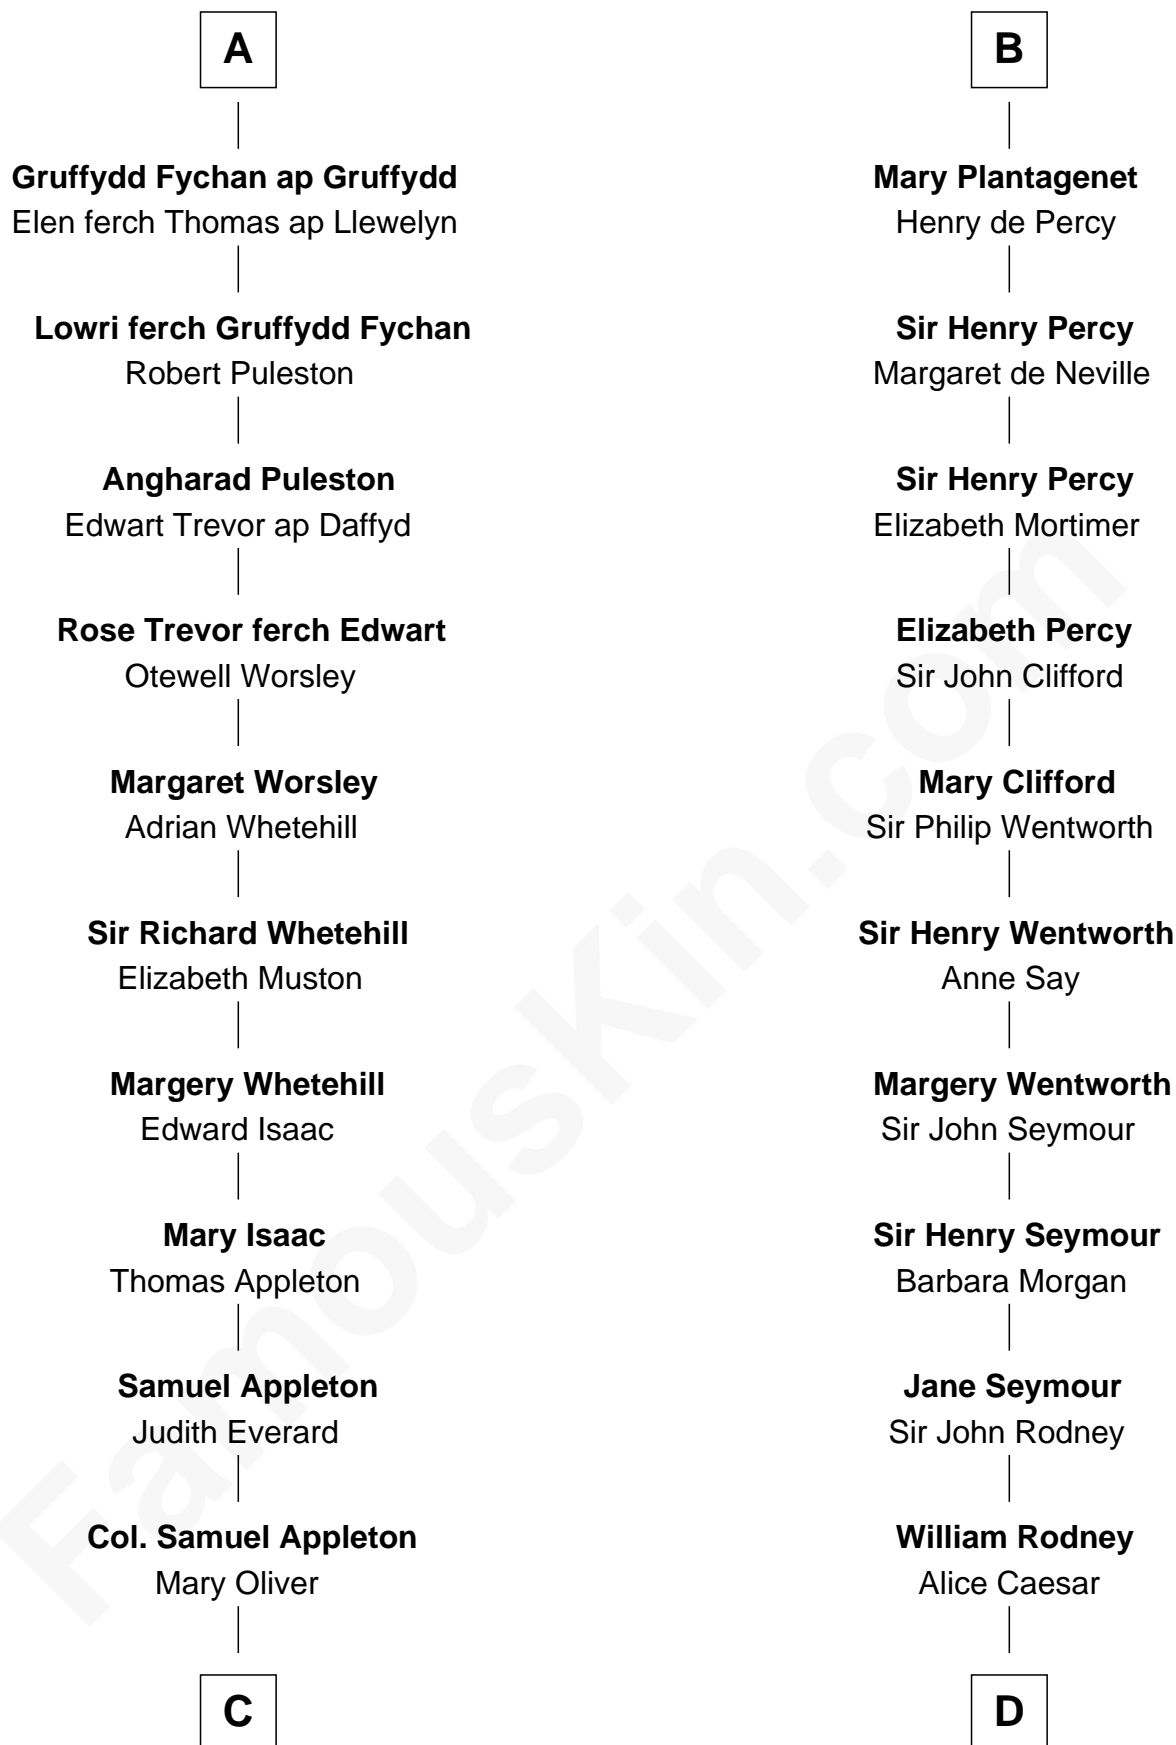 A
Gruffydd Fychan ap Gruffydd
Elen ferch Thomas ap Llewelyn
Lowri ferch Gruffydd Fychan
Robert Puleston
Angharad Puleston
Edwart Trevor ap Daffyd
Rose Trevor ferch Edwart
Otewell Worsley
Margaret Worsley
Adrian Whetehill
Sir Richard Whetehill
Elizabeth Muston
Margery Whetehill
Edward Isaac
Mary Isaac
Thomas Appleton
Samuel Appleton
Judith Everard
Col. Samuel Appleton
Mary Oliver
C
B
Mary Plantagenet
Henry de Percy
Sir Henry Percy
Margaret de Neville
Sir Henry Percy
Elizabeth Mortimer
Elizabeth Percy
Sir John Clifford
Mary Clifford
Sir Philip Wentworth
Sir Henry Wentworth
Anne Say
Margery Wentworth
Sir John Seymour
Sir Henry Seymour
Barbara Morgan
Jane Seymour
Sir John Rodney
William Rodney
Alice Caesar
D
FamousKin.com